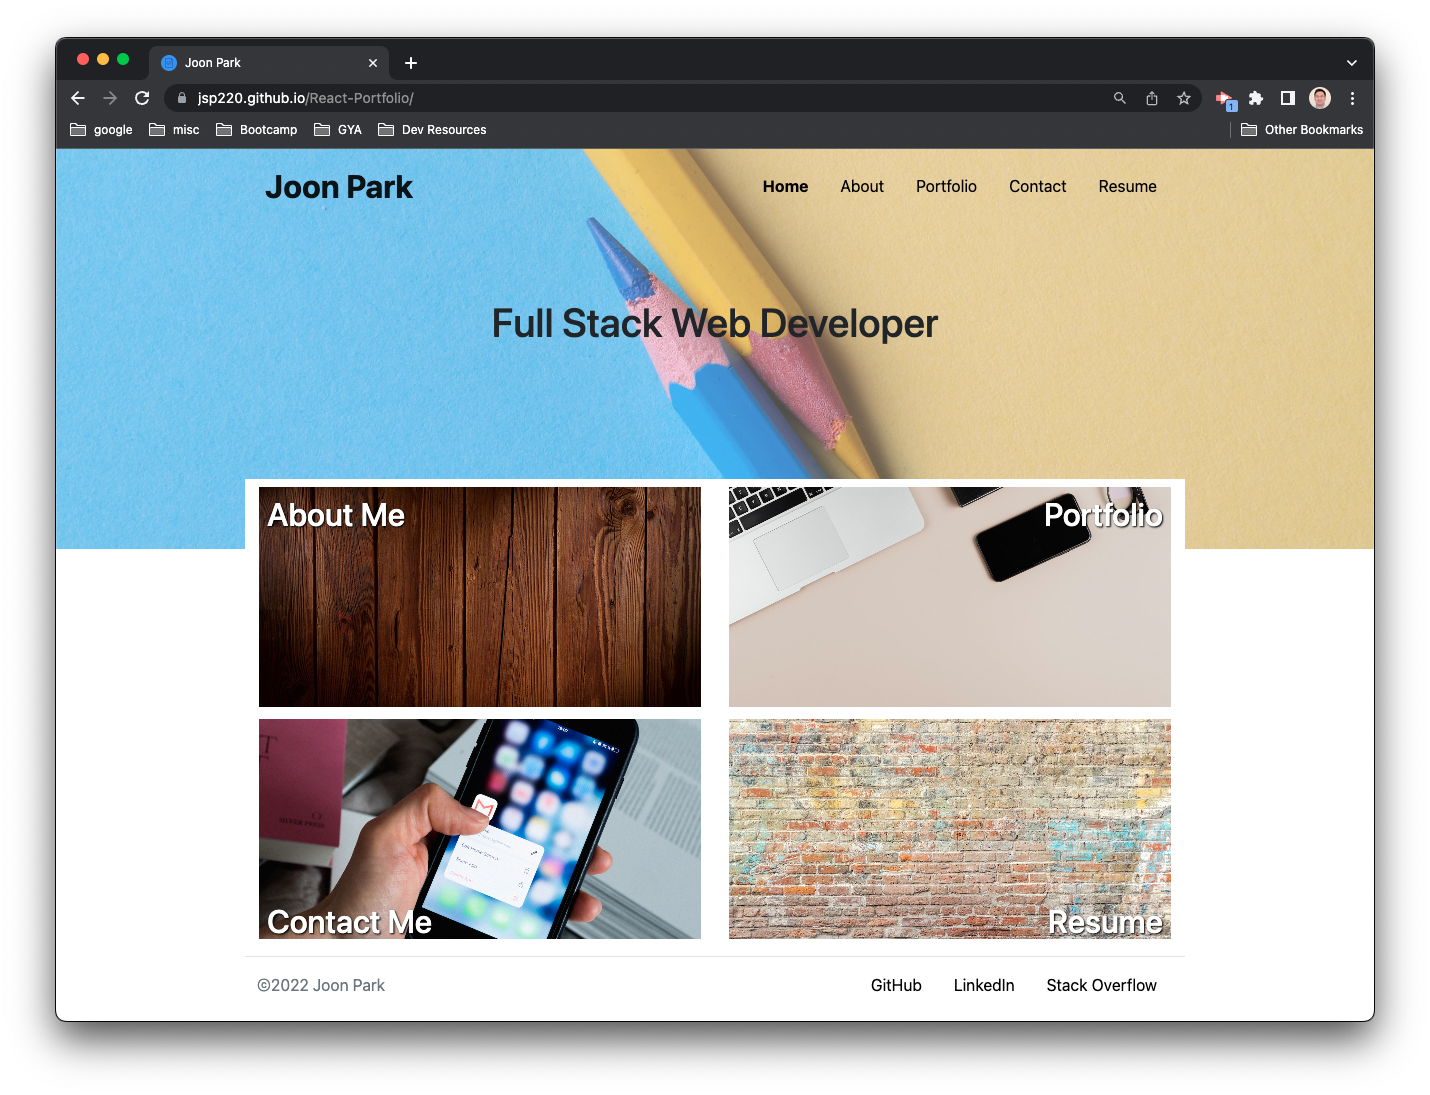 Joon Park
jsp220.github.io/React-Portfolio/
1
google misc Bootcamp GYA Dev Resources Other Bookmarks
Joon Park Home About Portfolio Contact Resume
Full Stack Web Developer
About Me Portfolio
Contact Me Resume
©2022 Joon Park GitHub LinkedIn Stack Overflow